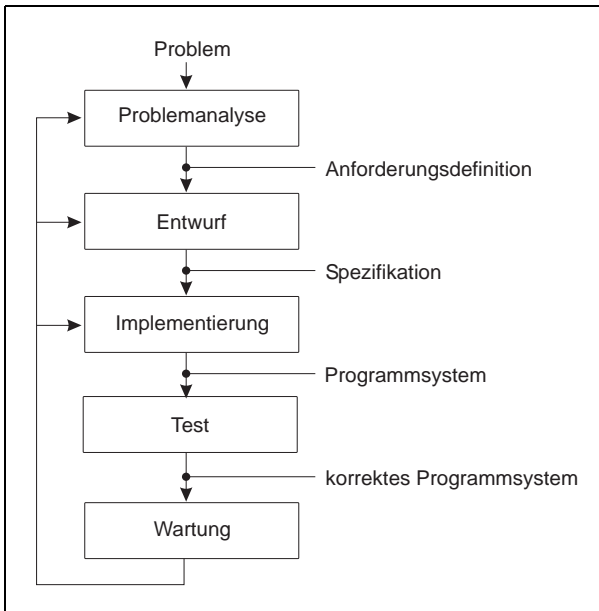 Problem
Problemanalyse
Anforderungsdefinition
Entwurf
Spezifikation
Implementierung
Programmsystem
Test
korrektes Programmsystem
Wartung